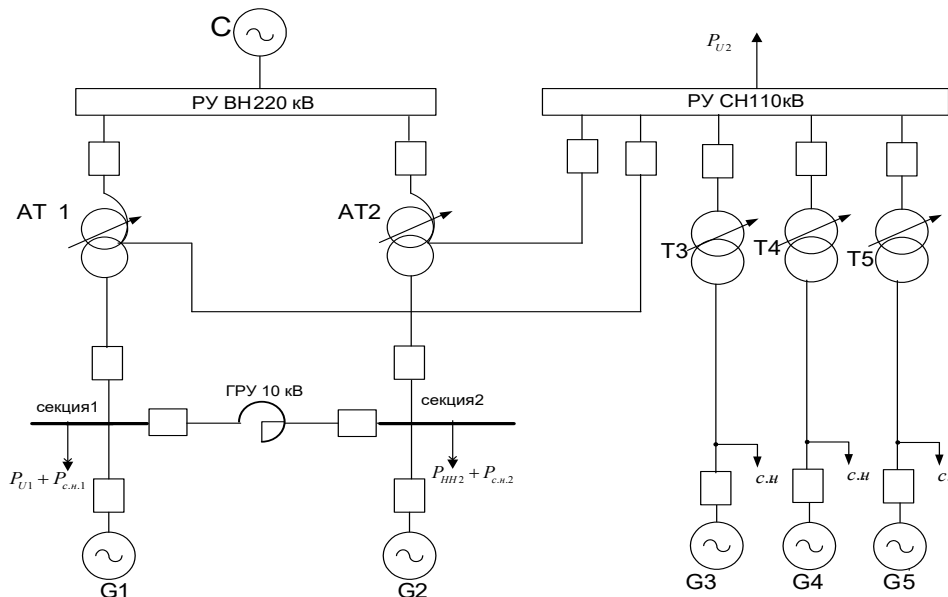 C
P_{U2}
РУ ВН220 кВ
РУ СН110кВ
АТ 1
АТ2
Т3
Т4
Т5
ГРУ 10 кВ
секция1
секция2
P_{U1} + P_{с.н.1}
P_{НН2} + P_{с.н.2}
с.н
с.н
с.
G1
G2
G3
G4
G5